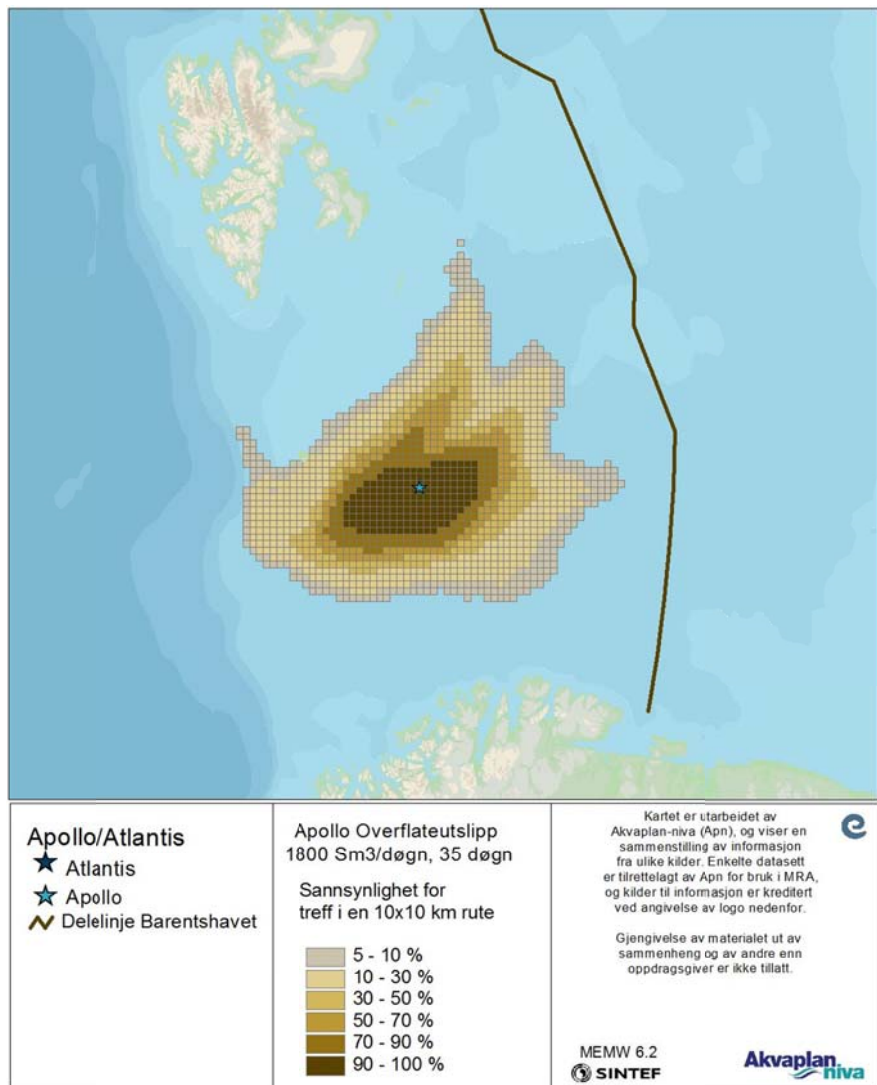 Apollo/Atlantis
Atlantis
Apollo
Delelinje Barentshavet
Apollo Overflateutslipp
1800 Sm3/døgn, 35 døgn
Sannsynlighet for
treff i en 10x10 km rute
5 - 10 %
10 - 30 %
30 - 50 %
50 - 70 %
70 - 90 %
90 - 100 %
Kartet er utarbeidet av
Akvaplan-niva (Apn), og viser en
sammenstilling av informasjon
fra ulike kilder. Enkelte datasett
er tilrettelagt av Apn for bruk i MRA,
og kilder til informasjon er kreditert
ved angivelse av logo nedenfor.
Gjengivelse av materialet ut av
sammenheng og av andre enn
oppdragsgiver er ikke tillatt.
MEMW 6.2
SINTEF
Akvaplan
niva